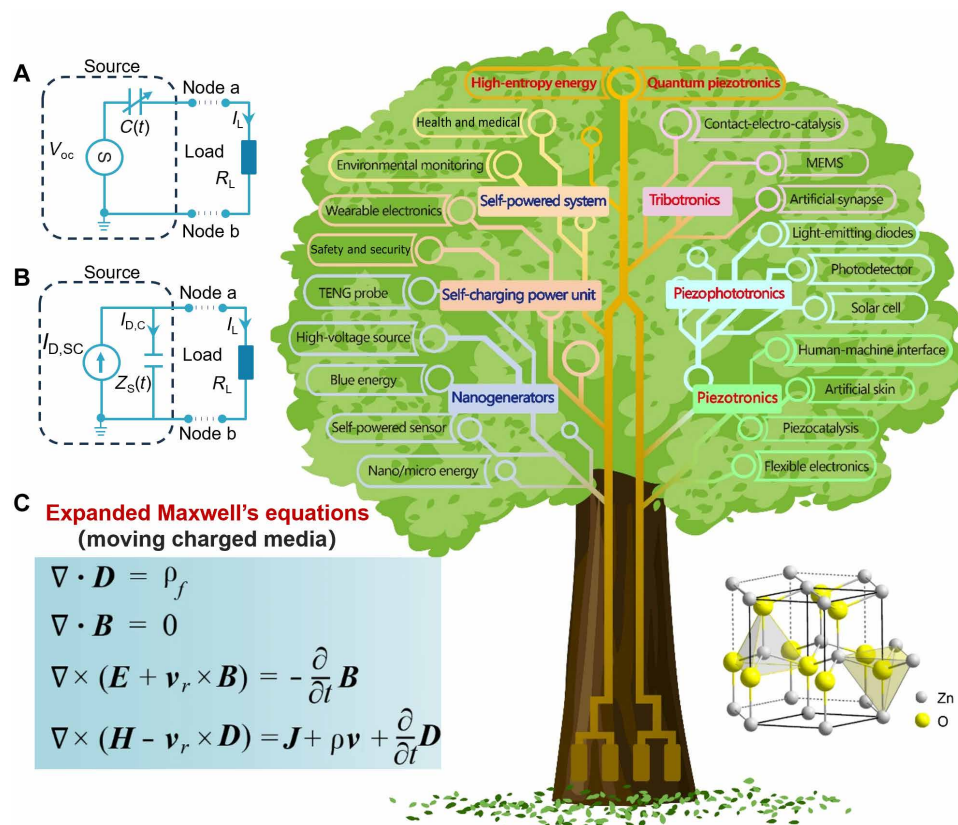 A
Source
Node a
C(t)
I_L
V_oc
Load
R_L
Node b
B
Source
Node a
I_D,C
I_L
I_D,SC
Load
Z_S(t)
R_L
Node b
High-entropy energy
Quantum piezotronics
Health and medical
Contact-electro-catalysis
Environmental monitoring
MEMS
Self-powered system
Tribotronics
Wearable electronics
Artificial synapse
Safety and security
Light-emitting diodes
TENG probe
Self-charging power unit
Piezophototronics
Photodetector
High-voltage source
Solar cell
Blue energy
Human-machine interface
Nanogenerators
Piezotronics
Artificial skin
Self-powered sensor
Piezocatalysis
Nano/micro energy
Flexible electronics
C
Expanded Maxwell's equations
(moving charged media)
∇ · D = ρ_f
∇ · B = 0
∇ × (E + v_r × B) = - ∂/∂t B
∇ × (H - v_r × D) = J + ρv + ∂/∂t D
Zn
O